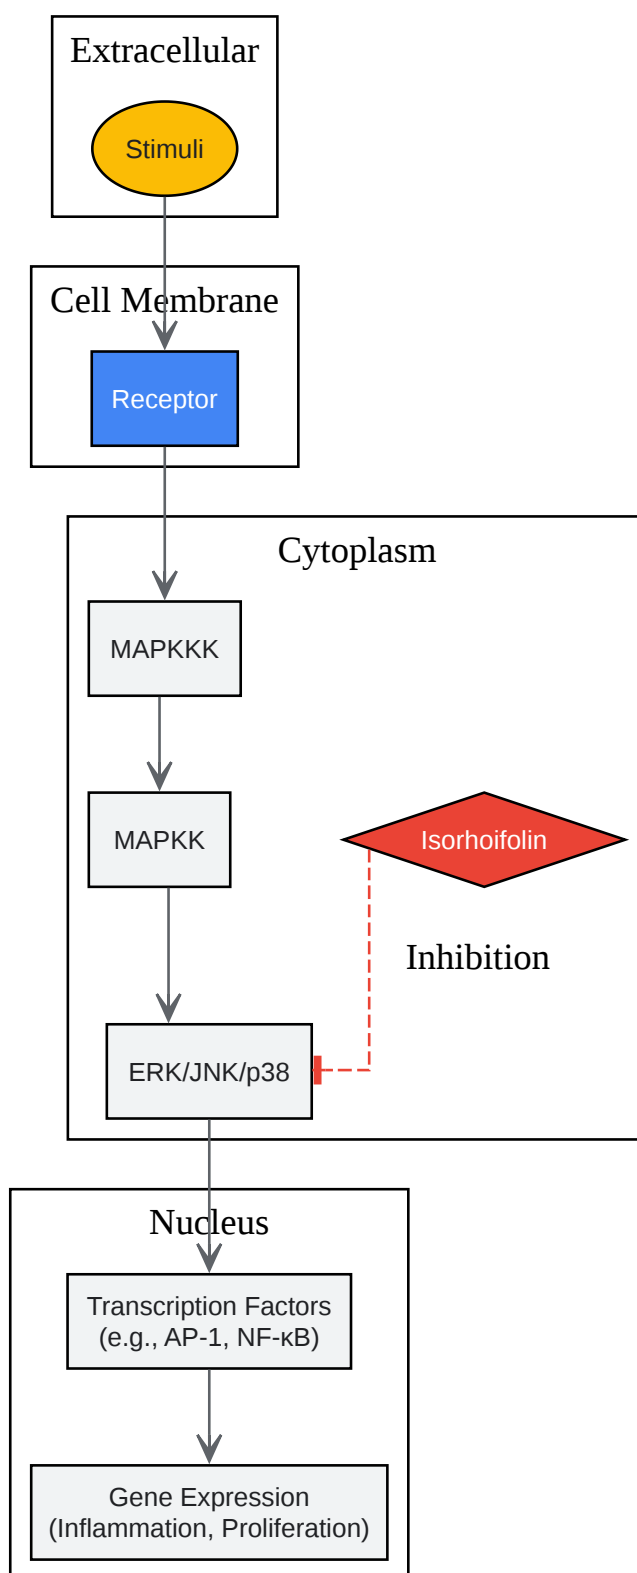 Extracellular
Stimuli
Cell Membrane
Receptor
Cytoplasm
MAPKKK
MAPKK
Isorhoifolin
Inhibition
ERK/JNK/p38
Nucleus
Transcription Factors
(e.g., AP-1, NF-κB)
Gene Expression
(Inflammation, Proliferation)